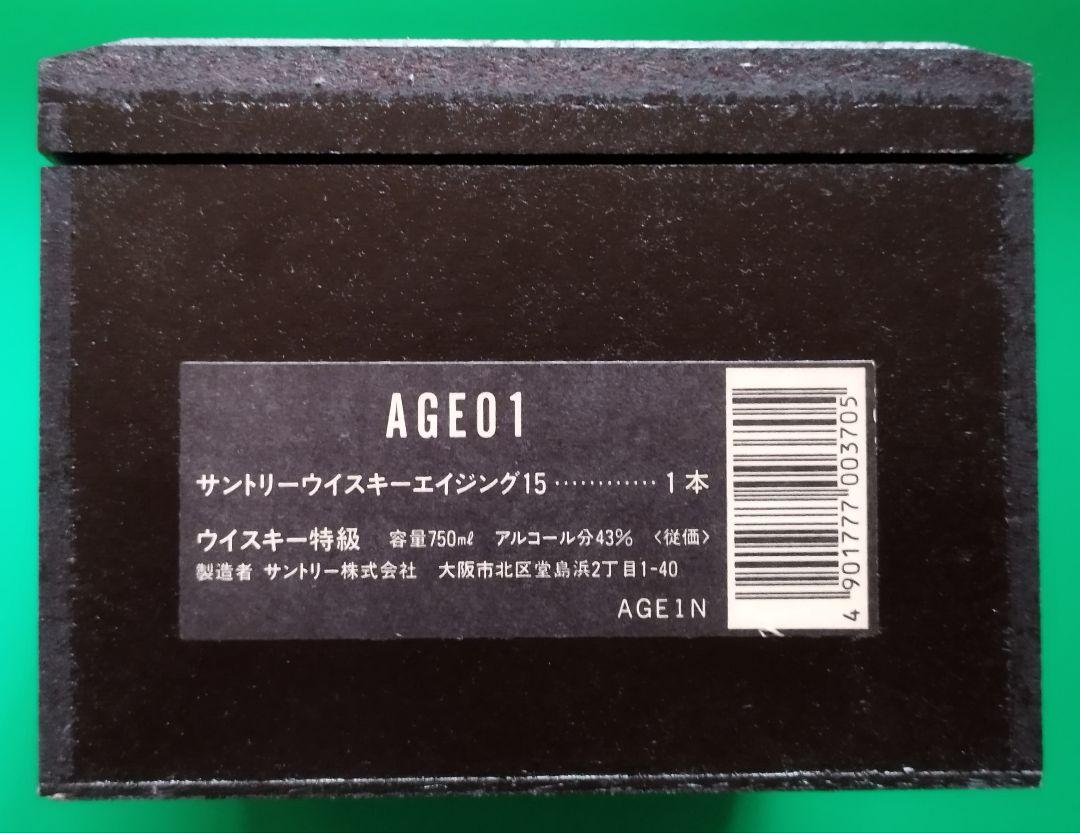 AGE01
サントリーウイスキーエイジング15‥‥‥‥‥‥1本
ウイスキー特級 容量750mℓ アルコール分43% 〈従価〉
製造者 サントリー株式会社 大阪市北区堂島浜2丁目1-40
AGE1N
4 901777 003705